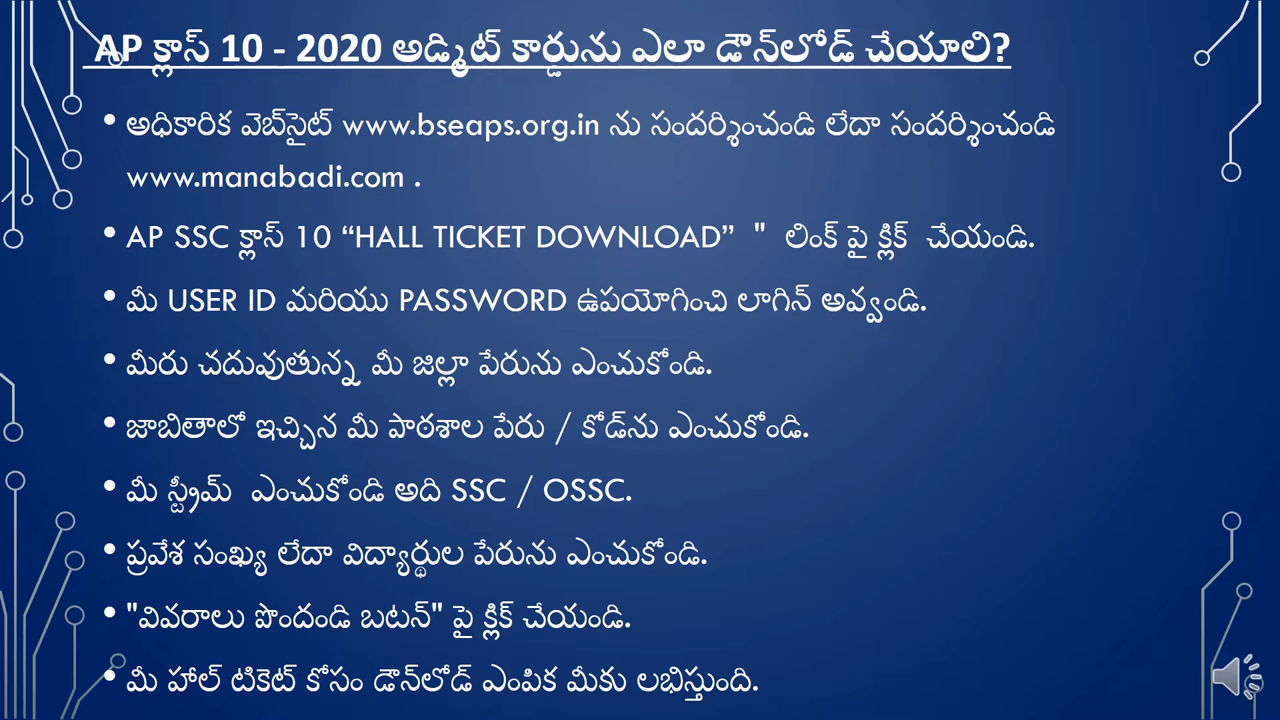 AP క్లాస్ 10 - 2020 అడ్మిట్ కార్డును ఎలా డౌన్‌లోడ్ చేయాలి?
• అధికారిక వెబ్‌సైట్ www.bseaps.org.in ను సందర్శించండి లేదా సందర్శించండి
www.manabadi.com .
• AP SSC క్లాస్ 10 “HALL TICKET DOWNLOAD” " లింక్ పై క్లిక్ చేయండి.
• మీ USER ID మరియు PASSWORD ఉపయోగించి లాగిన్ అవ్వండి.
• మీరు చదువుతున్న మీ జిల్లా పేరును ఎంచుకోండి.
• జాబితాలో ఇచ్చిన మీ పాఠశాల పేరు / కోడ్‌ను ఎంచుకోండి.
• మీ స్ట్రీమ్ ఎంచుకోండి అది SSC / OSSC.
• ప్రవేశ సంఖ్య లేదా విద్యార్థుల పేరును ఎంచుకోండి.
• "వివరాలు పొందండి బటన్" పై క్లిక్ చేయండి.
• మీ హాల్ టికెట్ కోసం డౌన్‌లోడ్ ఎంపిక మీకు లభిస్తుంది.